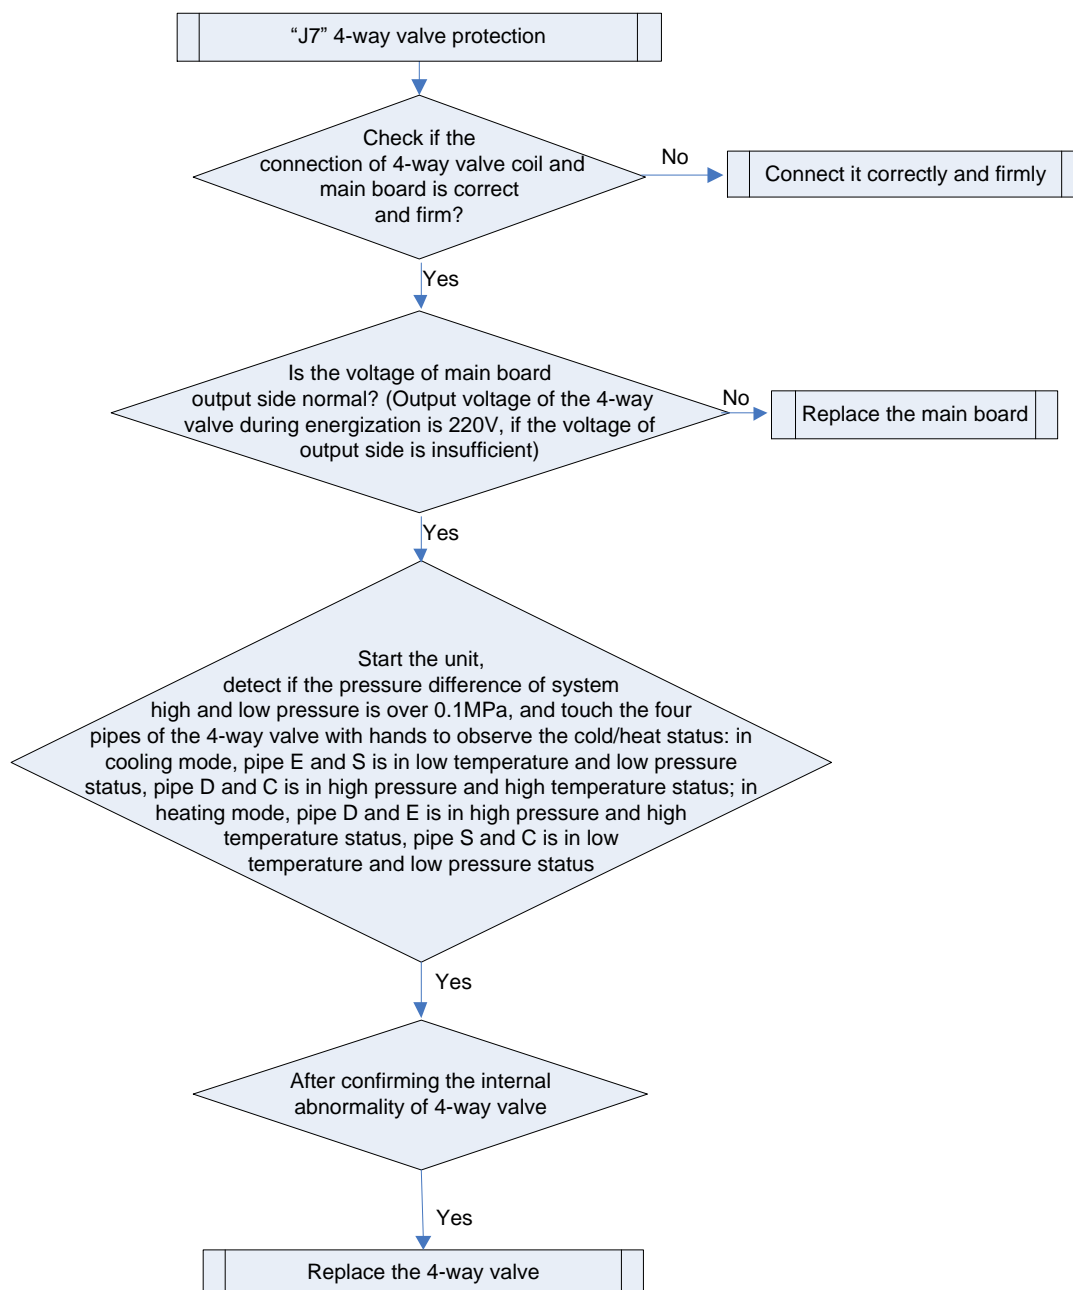 “J7” 4-way valve protection
Check if the
connection of 4-way valve coil and
main board is correct
and firm?
No
Connect it correctly and firmly
Yes
Is the voltage of main board
output side normal? (Output voltage of the 4-way
valve during energization is 220V, if the voltage of
output side is insufficient)
No
Replace the main board
Yes
Start the unit,
detect if the pressure difference of system
high and low pressure is over 0.1MPa, and touch the four
pipes of the 4-way valve with hands to observe the cold/heat status: in
cooling mode, pipe E and S is in low temperature and low pressure
status, pipe D and C is in high pressure and high temperature status; in
heating mode, pipe D and E is in high pressure and high
temperature status, pipe S and C is in low
temperature and low pressure status
Yes
After confirming the internal
abnormality of 4-way valve
Yes
Replace the 4-way valve